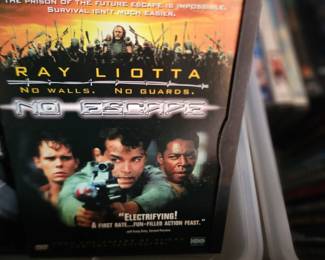 THE PRISON OF THE FUTURE ESCAPE IS IMPOSSIBLE.
SURVIVAL ISN'T MUCH EASIER.
RAY LIOTTA
NO WALLS. NO GUARDS.
NO ESCAPE
"ELECTRIFYING!
A FIRST RATE...FUN-FILLED ACTION FEAST."
HBO